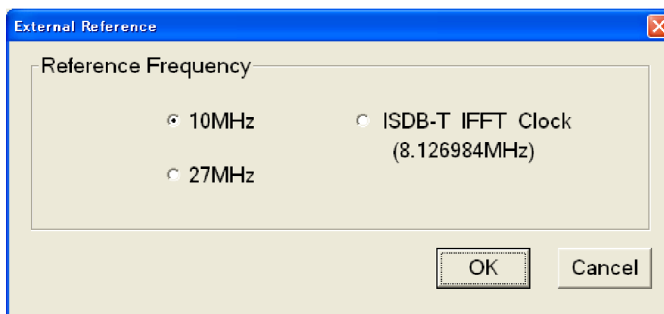 External Reference
Reference Frequency
10MHz
ISDB-T IFFT Clock
(8.126984MHz)
27MHz
OK
Cancel